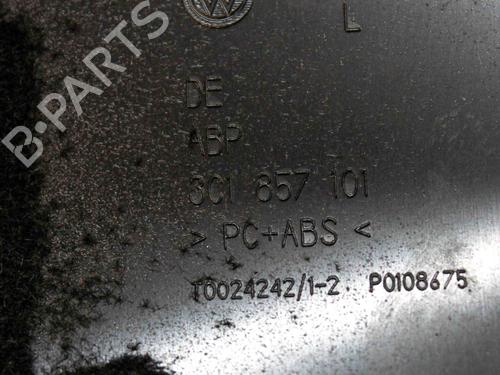 B-PARTS
L
DE
ABP
3C1 857 101
> PC+ABS <
T0024242/1-2 P0108675